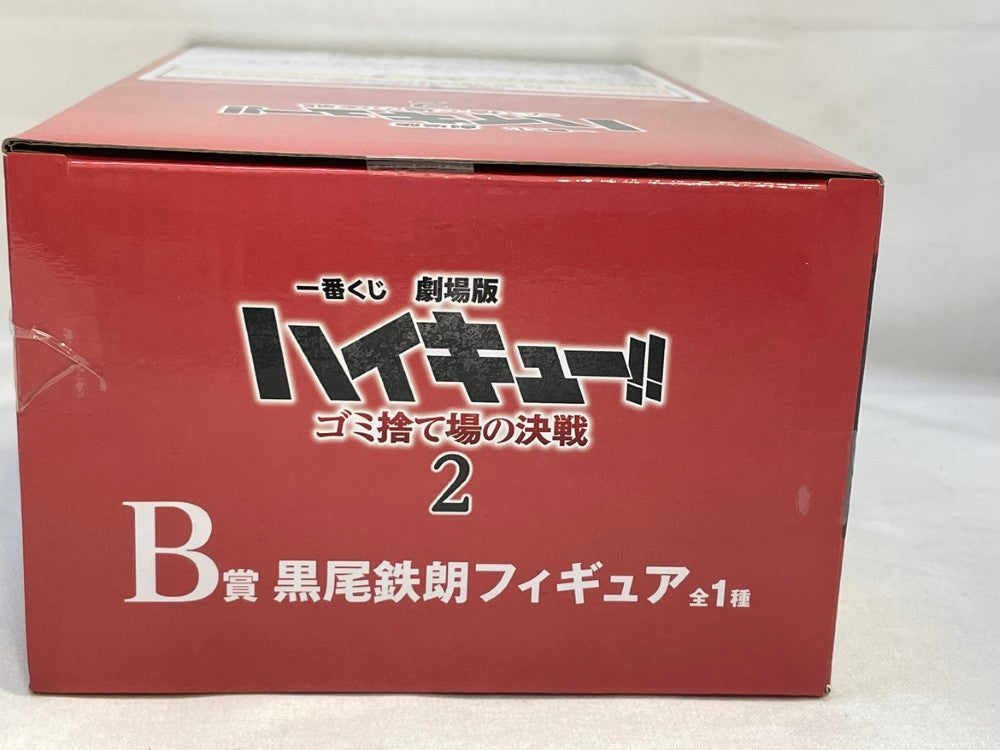 一番くじ 劇場版
ハイキュー!!
ゴミ捨て場の決戦
2
B賞 黒尾鉄朗フィギュア 全1種